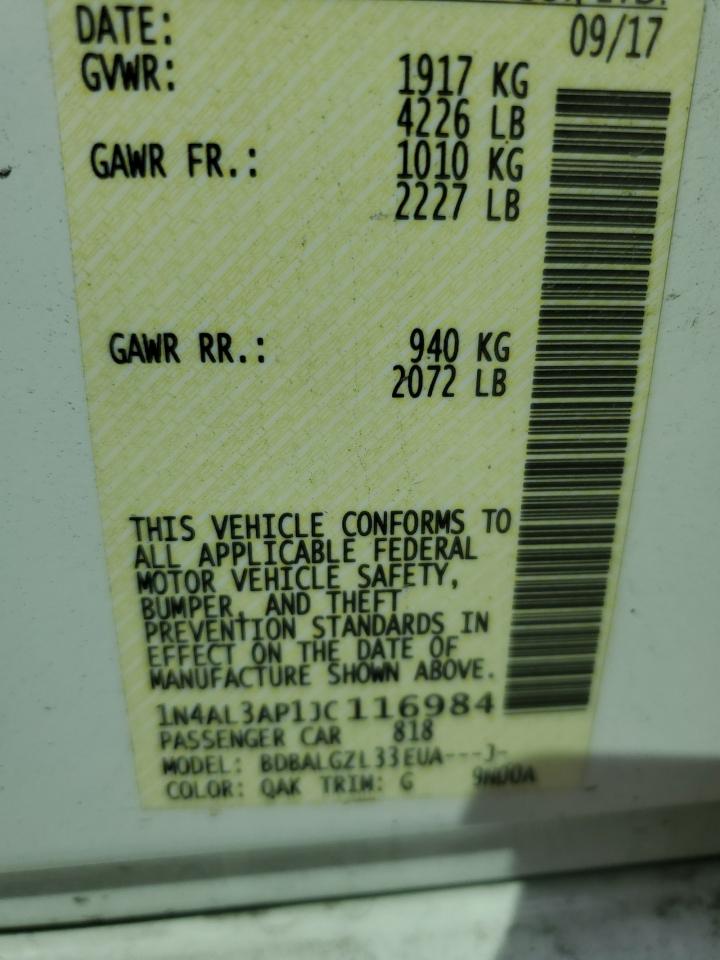 DATE: 09/17
GVWR: 1917 KG
4226 LB
GAWR FR.: 1010 KG
2227 LB
GAWR RR.: 940 KG
2072 LB
THIS VEHICLE CONFORMS TO
ALL APPLICABLE FEDERAL
MOTOR VEHICLE SAFETY,
BUMPER, AND THEFT
PREVENTION STANDARDS IN
EFFECT ON THE DATE OF
MANUFACTURE SHOWN ABOVE.
1N4AL3AP1JC116984
PASSENGER CAR 818
MODEL: BDBALGZL33EUA---J-
COLOR: QAK TRIM: G